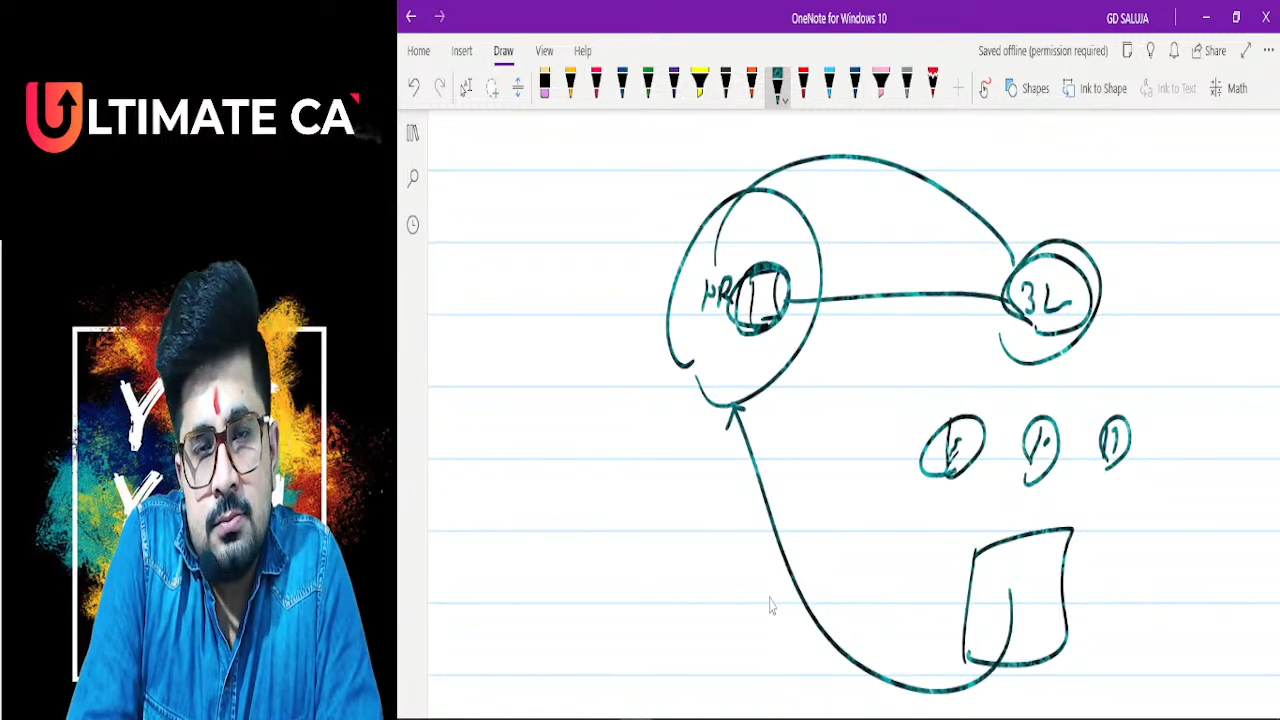 ULTIMATE CA
OneNote for Windows 10
GD SALUJA
Home Insert Draw View Help
Saved offline (permission required)
Share
Shapes
Ink to Shape
Ink to Text
Math
NR
3L
Y
Y